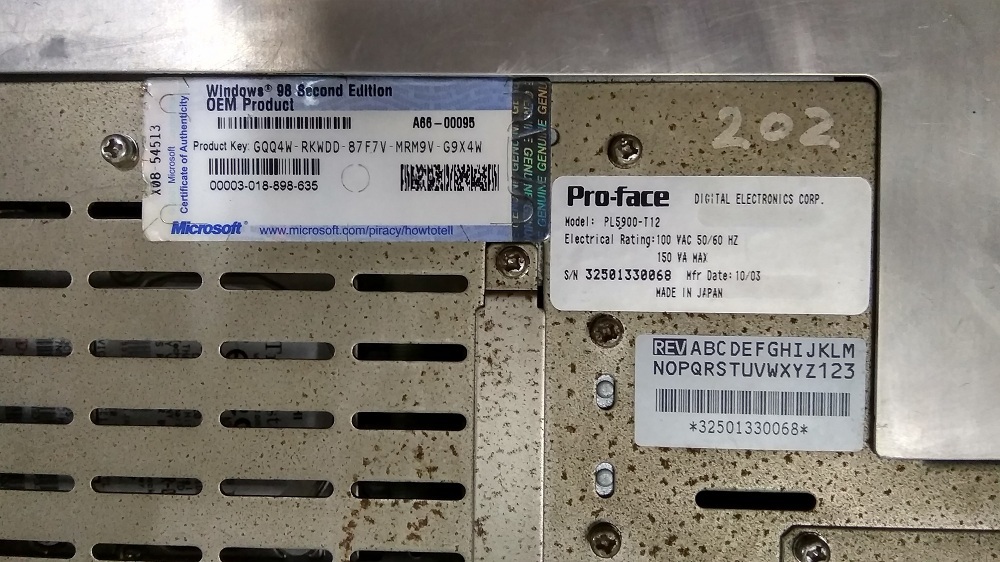 Windows® 98 Second Edition
OEM Product
A66-00095
Product Key: GQQ4W-RKWDD-87F7V-MRM9V-G9X4W
00003-018-898-635
X08 54513
Microsoft
Certificate of Authenticity
Microsoft® www.microsoft.com/piracy/howtotell
GENUINE GENU
202
Pro-face DIGITAL ELECTRONICS CORP.
Model: PL5900-T12
Electrical Rating:100 VAC 50/60 HZ
150 VA MAX
S/N 32501330068 Mfr Date:10/03
MADE IN JAPAN
REV ABCDEFGHIJKLM
NOPQRSTUVWXYZ123
*32501330068*